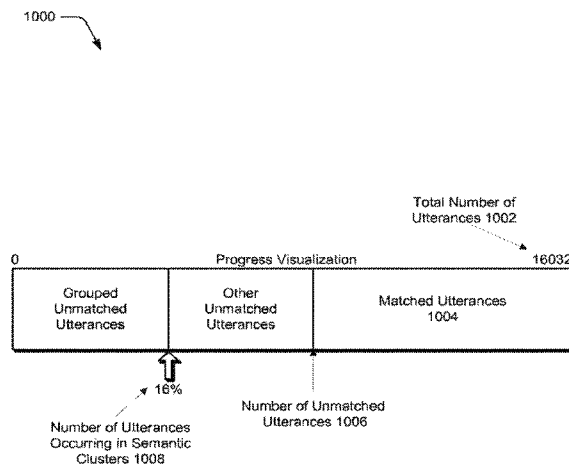 1000
Total Number of
Utterances 1002
0
Progress Visualization
16032
Grouped
Unmatched
Utterances
Other
Unmatched
Utterances
Matched Utterances
1004
16%
Number of Utterances
Occurring in Semantic
Clusters 1008
Number of Unmatched
Utterances 1006